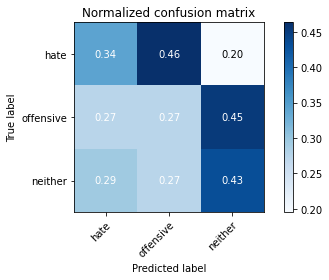 Normalized confusion matrix
True label
hate
offensive
neither
0.34 0.46 0.20
0.27 0.27 0.45
0.29 0.27 0.43
hate
offensive
neither
Predicted label
0.45
0.40
0.35
0.30
0.25
0.20